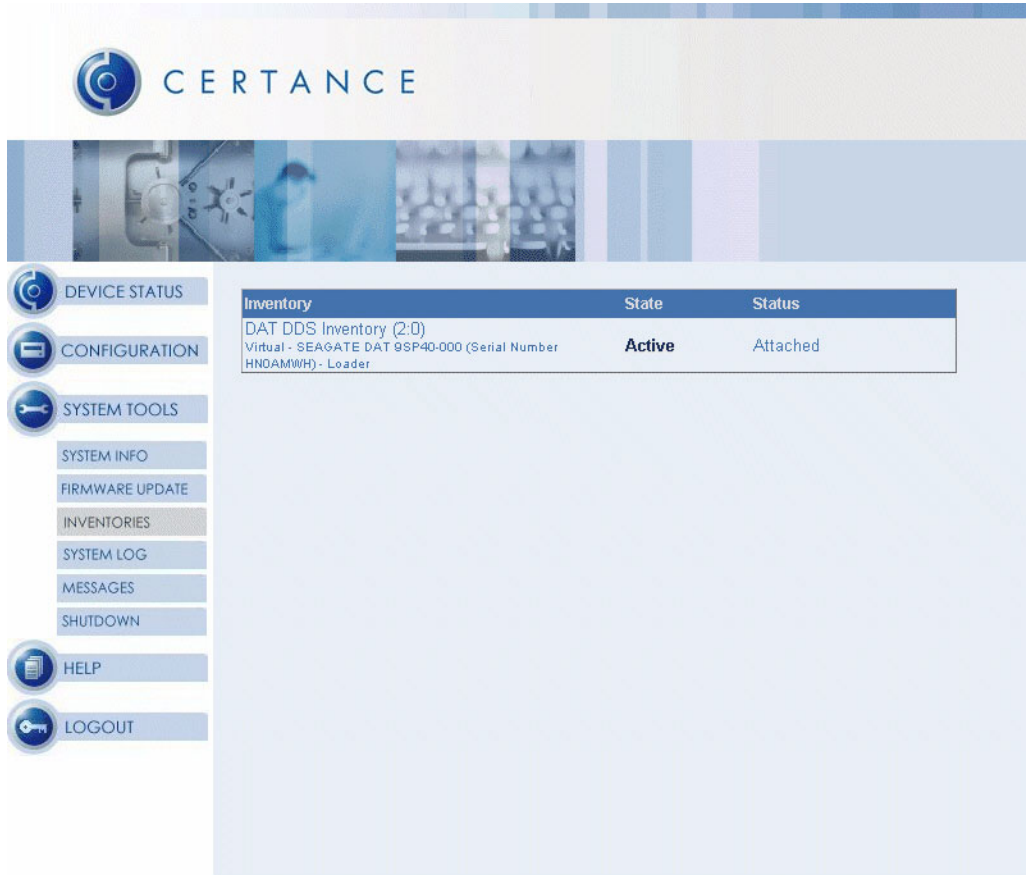 CERTANCE
DEVICE STATUS
CONFIGURATION
SYSTEM TOOLS
SYSTEM INFO
FIRMWARE UPDATE
INVENTORIES
SYSTEM LOG
MESSAGES
SHUTDOWN
HELP
LOGOUT
Inventory State Status
DAT DDS Inventory (2:0)
Virtual - SEAGATE DAT 9SP40-000 (Serial Number
HN0AMWH) - Loader
Active Attached